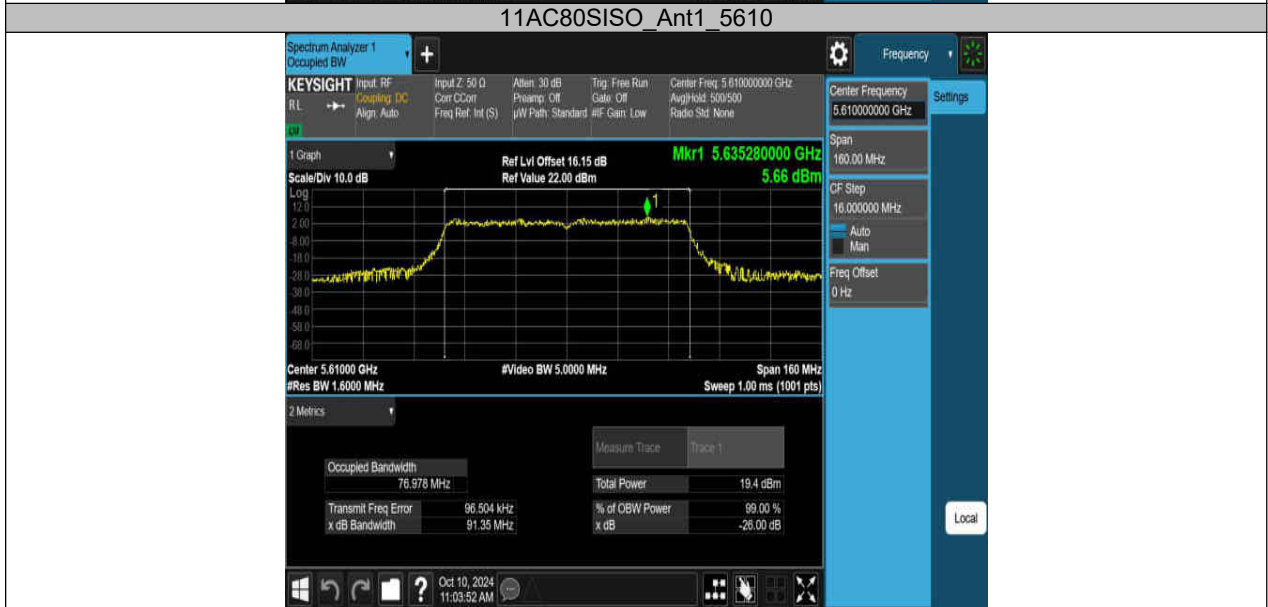 11AC80SISO_Ant1_5610
Spectrum Analyzer 1
Occupied BW
+
Frequency
KEYSIGHT
RL
LM
Input: RF
Coupling: DC
Align: Auto
Input Z: 50 Ω
Corr CCorr
Freq Ref: Int (S)
Atten: 30 dB
Preamp: Off
µW Path: Standard
Trig: Free Run
Gate: Off
#IF Gain: Low
Center Freq: 5.610000000 GHz
Avg|Hold: 500/500
Radio Std: None
Center Frequency
5.610000000 GHz
Settings
Span
160.00 MHz
CF Step
16.000000 MHz
Auto
Man
Freq Offset
0 Hz
1 Graph
Scale/Div 10.0 dB
Ref Lvl Offset 16.15 dB
Ref Value 22.00 dBm
Mkr1 5.635280000 GHz
5.66 dBm
Log
12.0
2.00
-8.00
-18.0
-28.0
-38.0
-48.0
-58.0
-68.0
1
Center 5.61000 GHz
#Res BW 1.6000 MHz
#Video BW 5.0000 MHz
Span 160 MHz
Sweep 1.00 ms (1001 pts)
2 Metrics
Measure Trace Trace 1
Occupied Bandwidth
76.978 MHz
Total Power 19.4 dBm
Transmit Freq Error 96.504 kHz
% of OBW Power 99.00 %
x dB Bandwidth 91.35 MHz
x dB -26.00 dB
Local
?
Oct 10, 2024
11:03:52 AM